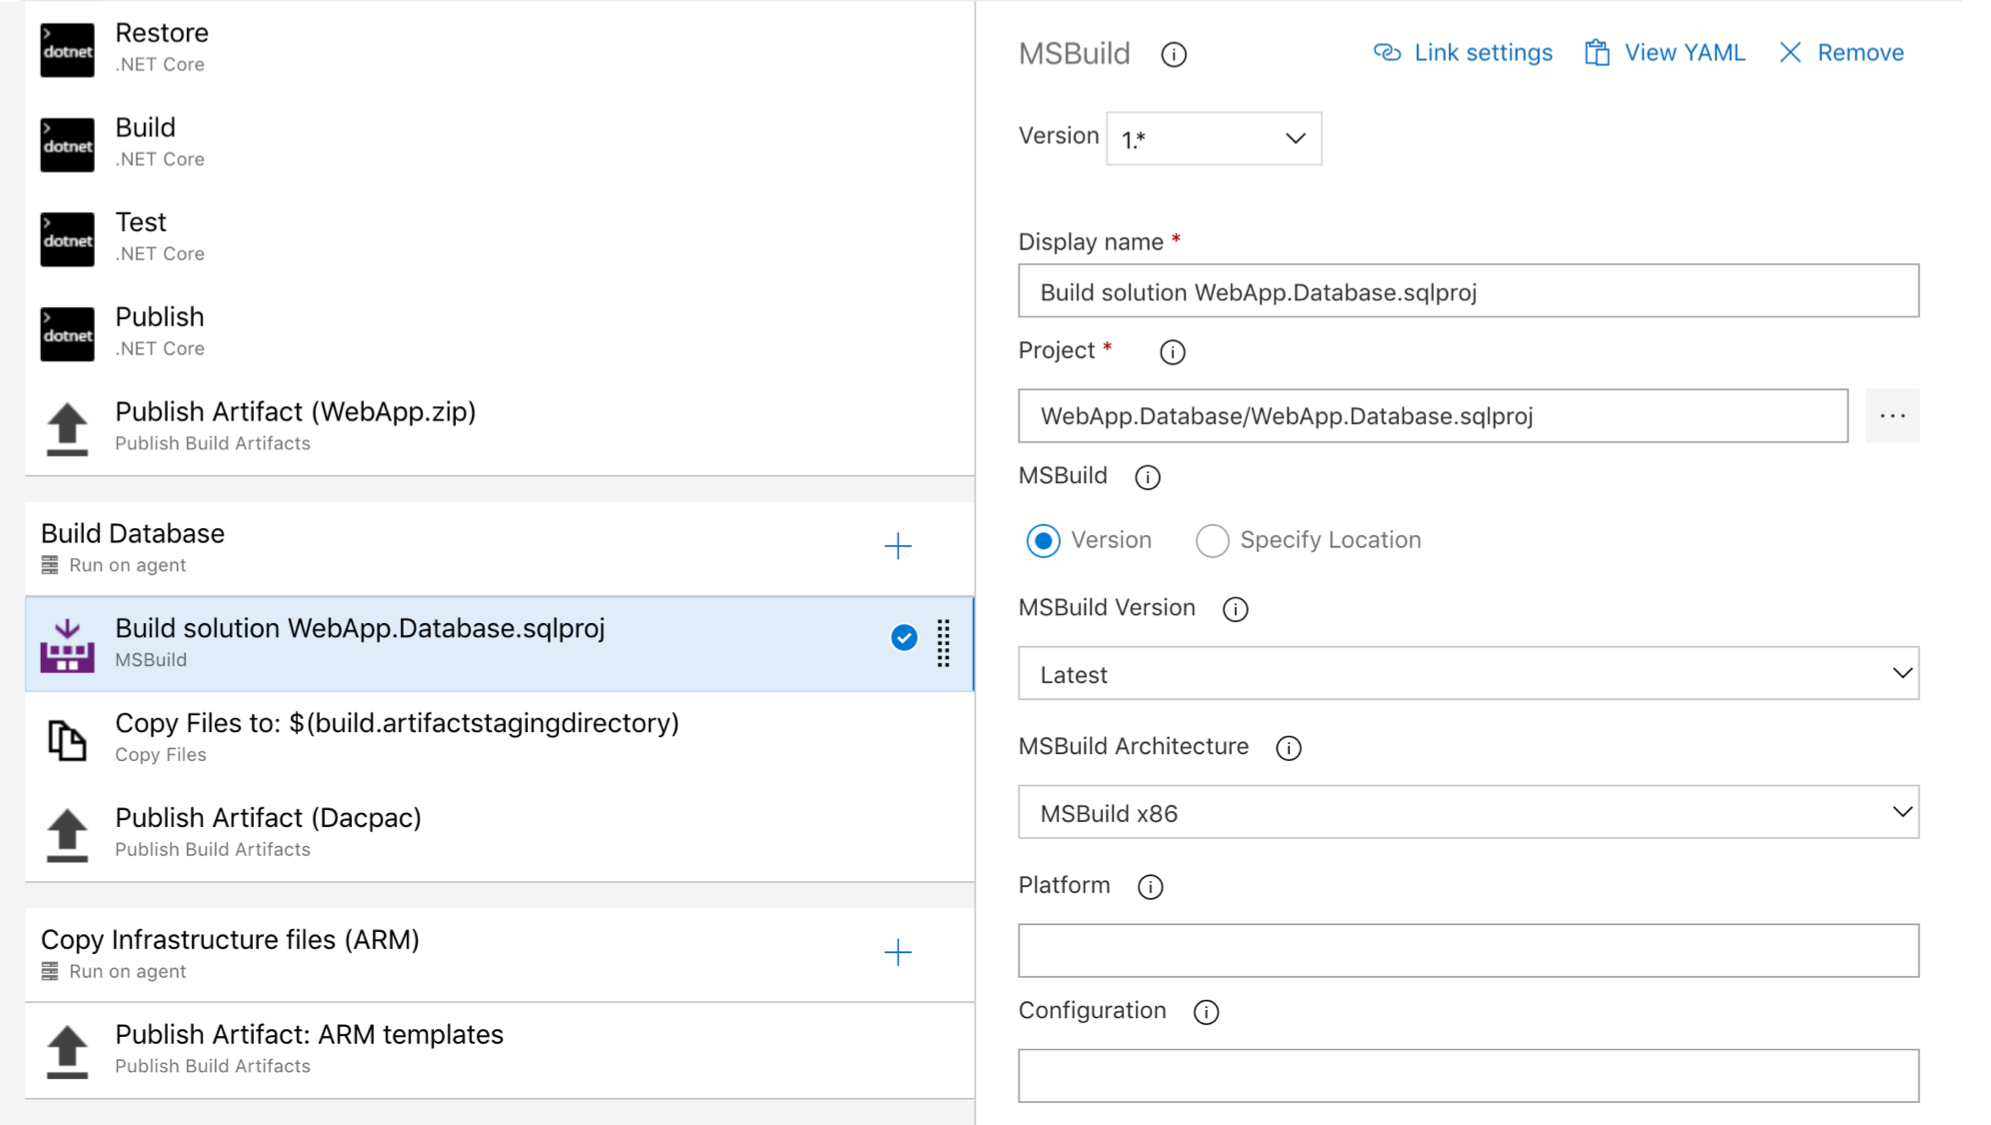 > dotnet
Restore
.NET Core
> dotnet
Build
.NET Core
> dotnet
Test
.NET Core
> dotnet
Publish
.NET Core
Publish Artifact (WebApp.zip)
Publish Build Artifacts
Build Database
Run on agent
Build solution WebApp.Database.sqlproj
MSBuild
Copy Files to: $(build.artifactstagingdirectory)
Copy Files
Publish Artifact (Dacpac)
Publish Build Artifacts
Copy Infrastructure files (ARM)
Run on agent
Publish Artifact: ARM templates
Publish Build Artifacts
MSBuild
Link settings
View YAML
Remove
Version
1.*
Display name *
Build solution WebApp.Database.sqlproj
Project *
WebApp.Database/WebApp.Database.sqlproj
...
MSBuild
Version
Specify Location
MSBuild Version
Latest
MSBuild Architecture
MSBuild x86
Platform
Configuration